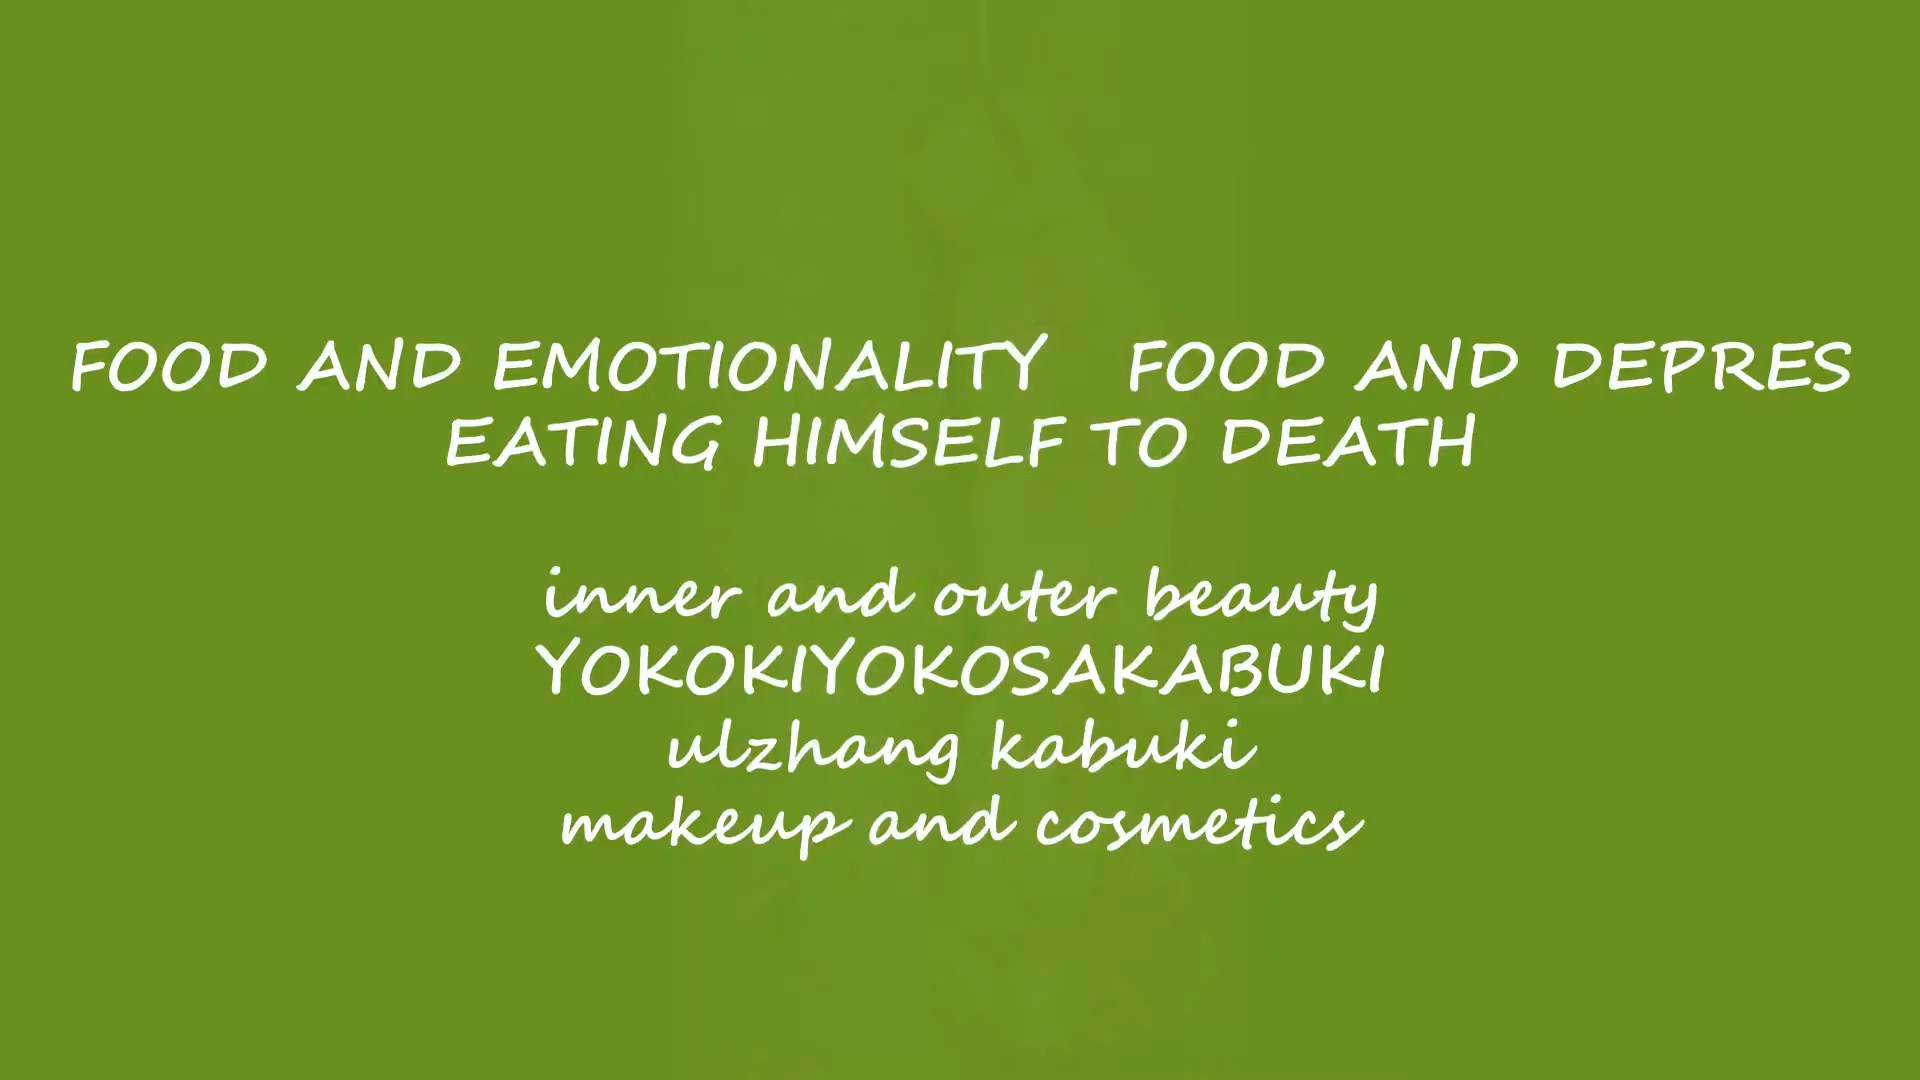 FOOD AND EMOTIONALITY FOOD AND DEPRES
EATING HIMSELF TO DEATH
inner and outer beauty
YOKOKIYOKOSAKABUKI
ulzhang kabuki
makeup and cosmetics